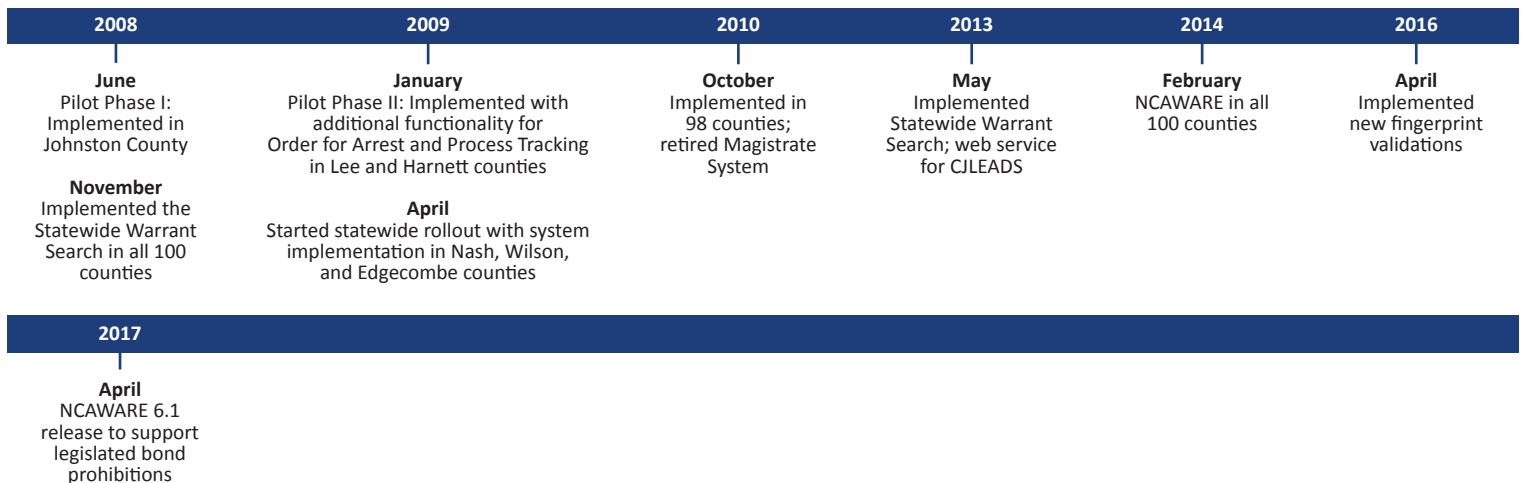 2008
June
Pilot Phase I:
Implemented in
Johnston County
November
Implemented the
Statewide Warrant
Search in all 100
counties
2009
January
Pilot Phase II: Implemented with
additional functionality for
Order for Arrest and Process Tracking
in Lee and Harnett counties
April
Started statewide rollout with system
implementation in Nash, Wilson,
and Edgecombe counties
2010
October
Implemented in
98 counties;
retired Magistrate
System
2013
May
Implemented
Statewide Warrant
Search; web service
for CJLEADS
2014
February
NCAWARE in all
100 counties
2016
April
Implemented
new fingerprint
validations
2017
April
NCAWARE 6.1
release to support
legislated bond
prohibitions